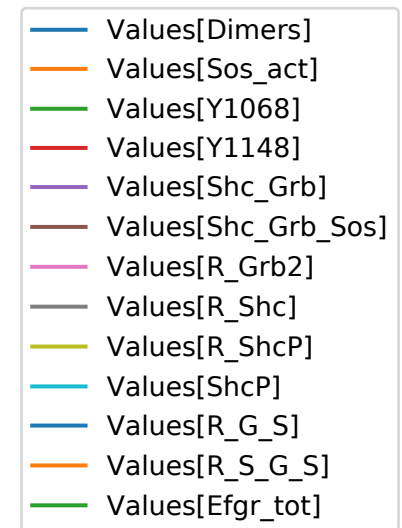 Values[Dimers]
Values[Sos_act]
Values[Y1068]
Values[Y1148]
Values[Shc_Grb]
Values[Shc_Grb_Sos]
Values[R_Grb2]
Values[R_Shc]
Values[R_ShcP]
Values[ShcP]
Values[R_G_S]
Values[R_S_G_S]
Values[Efgr_tot]